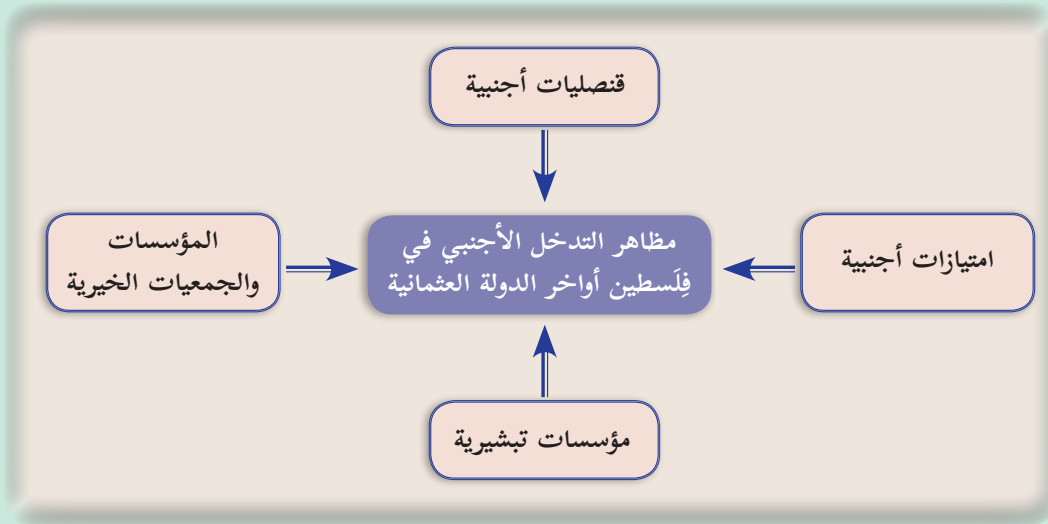 قنصليات أجنبية
امتيازات أجنبية
مظاهر التدخل الأجنبي في
فِلَسطين أواخر الدولة العثمانية
المؤسسات
والجمعيات الخيرية
مؤسسات تبشيرية